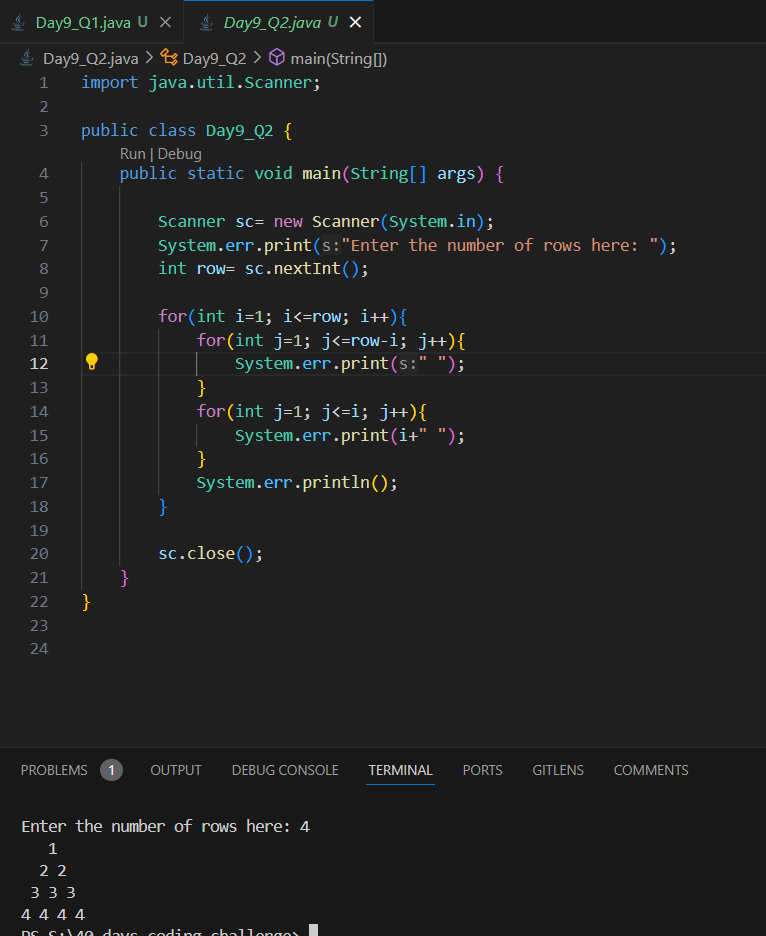 Day9_Q1.java U
Day9_Q2.java U
Day9_Q2.java > Day9_Q2 > main(String[])
1 import java.util.Scanner;
2
3 public class Day9_Q2 {
Run | Debug
4 public static void main(String[] args) {
5
6 Scanner sc= new Scanner(System.in);
7 System.err.print(s:"Enter the number of rows here: ");
8 int row= sc.nextInt();
9
10 for(int i=1; i<=row; i++){
11 for(int j=1; j<=row-i; j++){
12 System.err.print(s:" ");
13 }
14 for(int j=1; j<=i; j++){
15 System.err.print(i+" ");
16 }
17 System.err.println();
18 }
19
20 sc.close();
21 }
22 }
23
24
PROBLEMS 1 OUTPUT DEBUG CONSOLE TERMINAL PORTS GITLENS COMMENTS
Enter the number of rows here: 4
1
2 2
3 3 3
4 4 4 4
PS S:\40 days coding challenge>